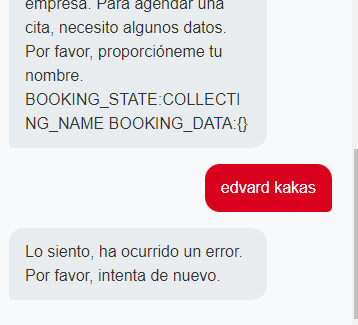 empresa. Para agendar una
cita, necesito algunos datos.
Por favor, proporcióneme tu
nombre.
BOOKING_STATE:COLLECTI
NG_NAME BOOKING_DATA:{}
edvard kakas
Lo siento, ha ocurrido un error.
Por favor, intenta de nuevo.